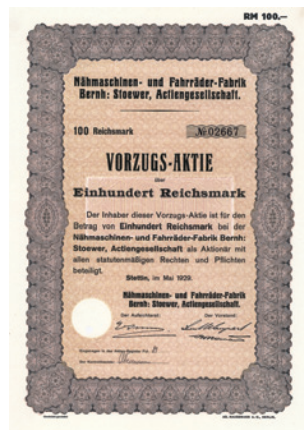 RM 100.—
Nähmaschinen- und Fahrräder-Fabrik
Bernh: Stoewer, Actiengesellschaft.
100 Reichsmark
№ 02667
VORZUGS-AKTIE
über
Einhundert Reichsmark
Der Inhaber dieser Vorzugs-Aktie ist für den
Betrag von Einhundert Reichsmark bei der
Nähmaschinen- und Fahrräder-Fabrik Bernh:
Stoewer, Actiengesellschaft als Aktionär mit
allen statutenmäßigen Rechten und Pflichten
beteiligt.
Stettin, im Mai 1929.
Nähmaschinen- und Fahrräder-Fabrik
Bernh: Stoewer, Actiengesellschaft.
Der Aufsichtsrat: Der Vorstand: